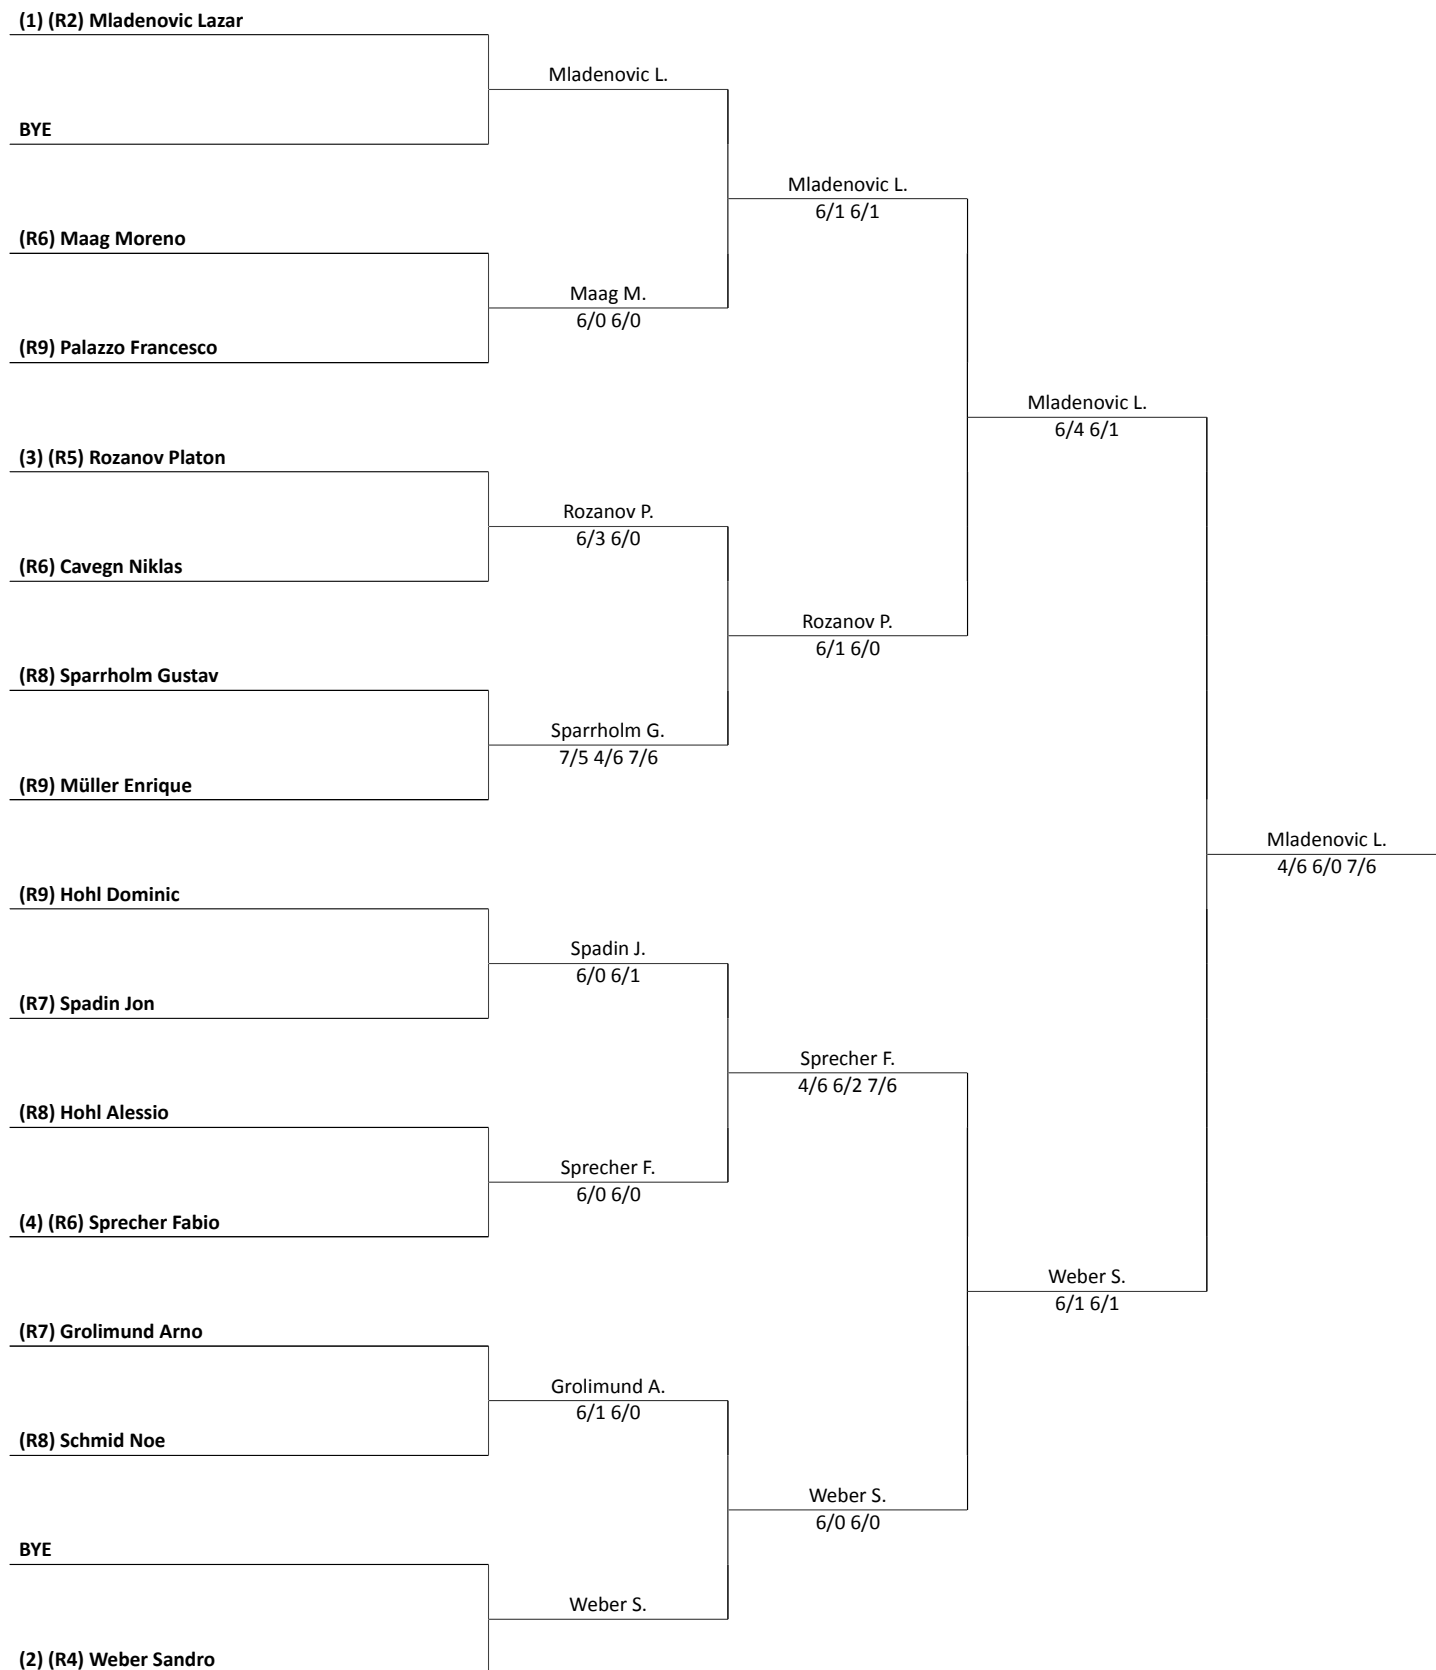 (1) (R2) Mladenovic Lazar
Mladenovic L.
BYE
Mladenovic L.
6/1 6/1
(R6) Maag Moreno
Maag M.
6/0 6/0
(R9) Palazzo Francesco
Mladenovic L.
6/4 6/1
(3) (R5) Rozanov Platon
Rozanov P.
6/3 6/0
(R6) Cavegn Niklas
Rozanov P.
6/1 6/0
(R8) Sparrholm Gustav
Sparrholm G.
7/5 4/6 7/6
(R9) Müller Enrique
Mladenovic L.
4/6 6/0 7/6
(R9) Hohl Dominic
Spadin J.
6/0 6/1
(R7) Spadin Jon
Sprecher F.
4/6 6/2 7/6
(R8) Hohl Alessio
Sprecher F.
6/0 6/0
(4) (R6) Sprecher Fabio
Weber S.
6/1 6/1
(R7) Grolimund Arno
Grolimund A.
6/1 6/0
(R8) Schmid Noe
Weber S.
6/0 6/0
BYE
Weber S.
(2) (R4) Weber Sandro